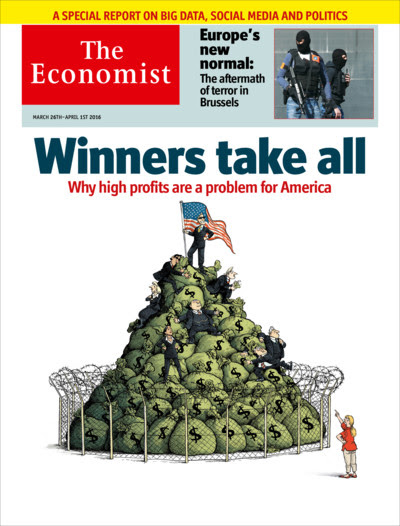 A SPECIAL REPORT ON BIG DATA, SOCIAL MEDIA AND POLITICS
The
Economist
MARCH 26TH–APRIL 1ST 2016
Europe's
new
normal:
The aftermath
of terror in
Brussels
Winners take all
Why high profits are a problem for America